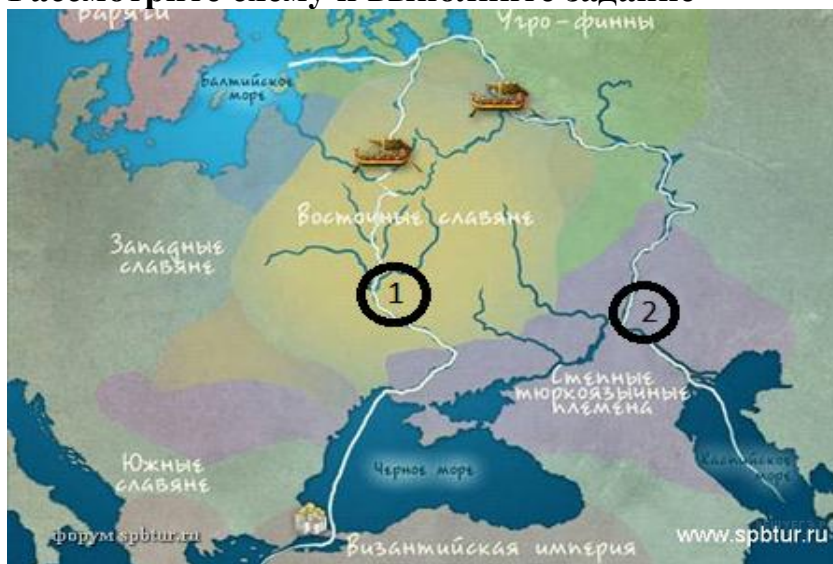 Рассмотрите схему и выполните задание
Варяги
Угро-финны
Балтийское
море
Восточные славяне
Западные
славяне
1
2
Степные
тюркоязычные
племена
Южные
славяне
Черное море
Каспийское
море
форум spbtur.ru
www.spbtur.ru
Византийская империя